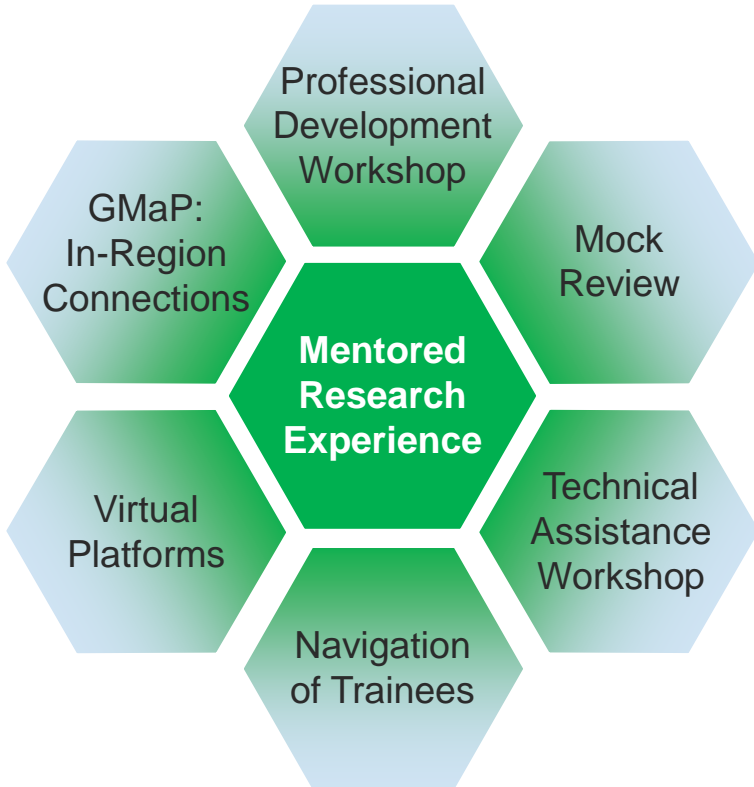 Professional
Development
Workshop
GMaP:
In-Region
Connections
Mock
Review
Mentored
Research
Experience
Virtual
Platforms
Technical
Assistance
Workshop
Navigation
of Trainees